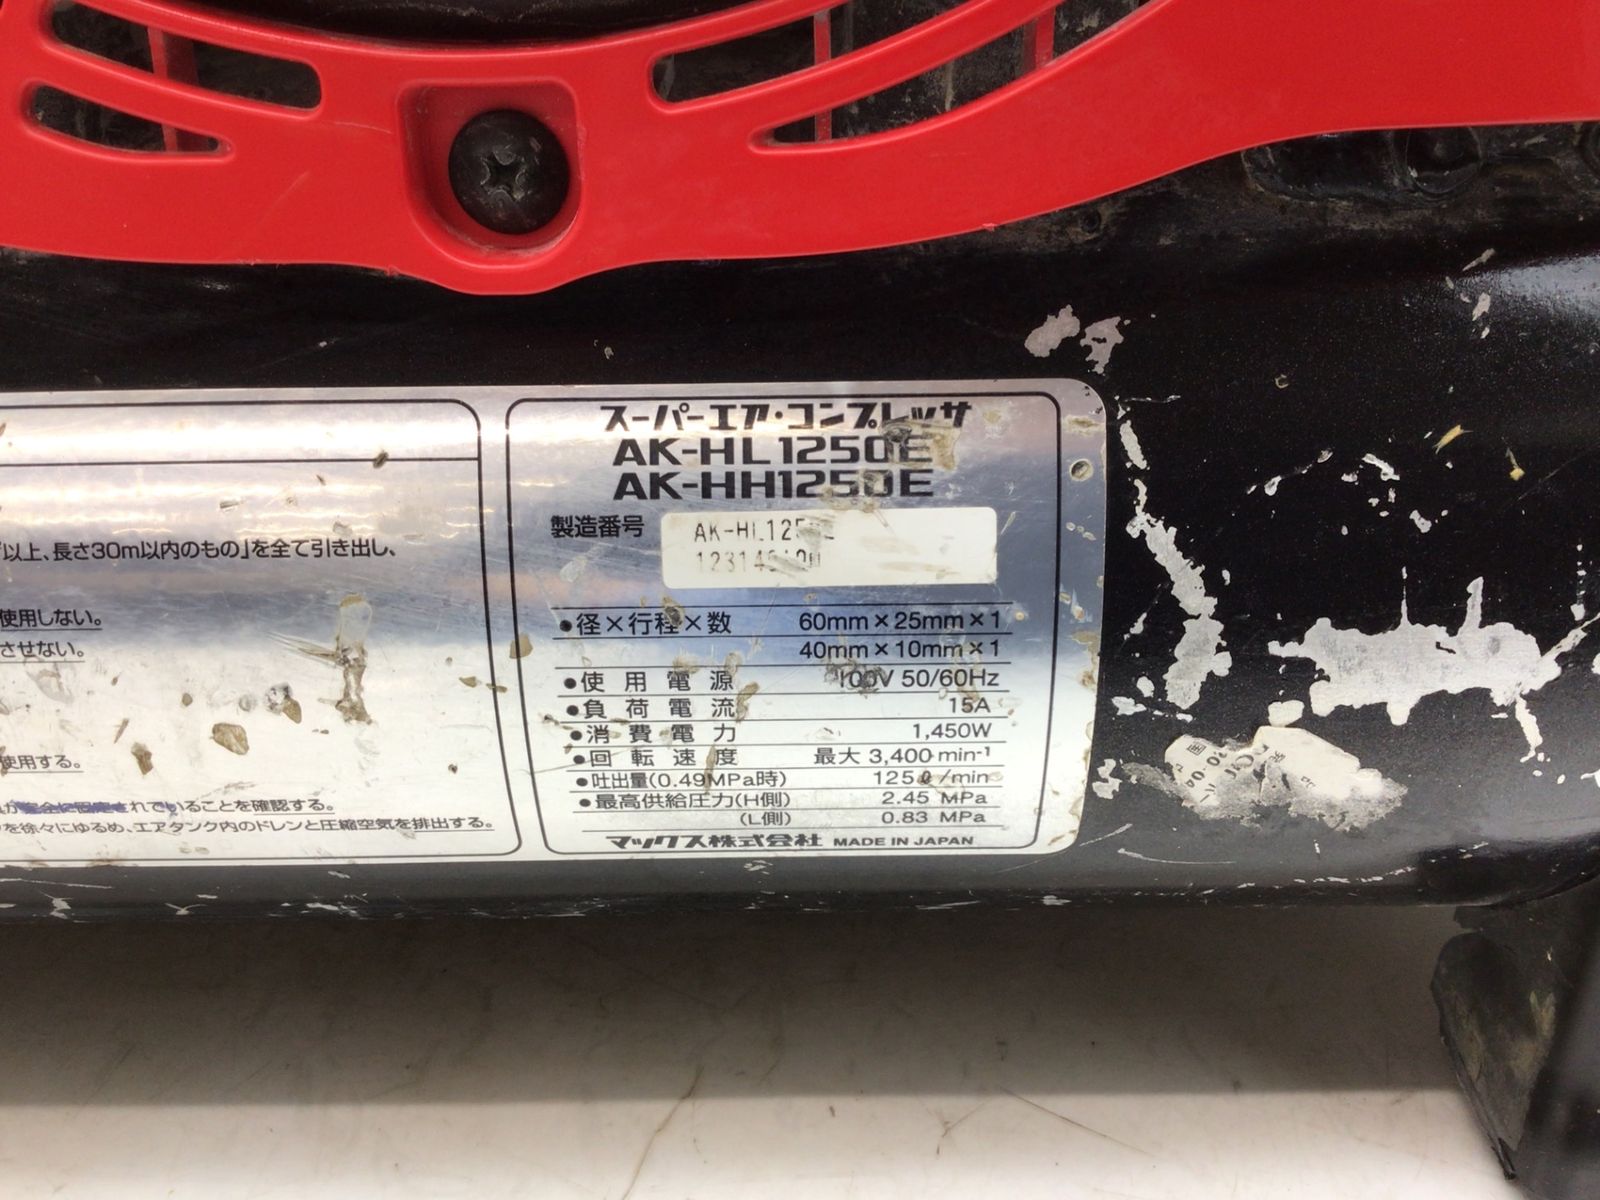 以上、長さ30m以内のもの」を全て引き出し、
使用しない。
させない。
使用する。
されていることを確認する。
を徐々にゆるめ、エアタンク内のドレンと圧縮空気を排出する。
スーパーエア・コンプレッサ
AK-HL1250E
AK-HH1250E
製造番号
AK-HL1250E
●径×行程×数 60mm×25mm×1
40mm×10mm×1
●使用電源 100V 50/60Hz
●負荷電流 15A
●消費電力 1,450W
●回転速度 最大 3,400 min⁻¹
●吐出量(0.49MPa時) 125ℓ/min
●最高供給圧力(H側) 2.45 MPa
(L側) 0.83 MPa
マックス株式会社 MADE IN JAPAN